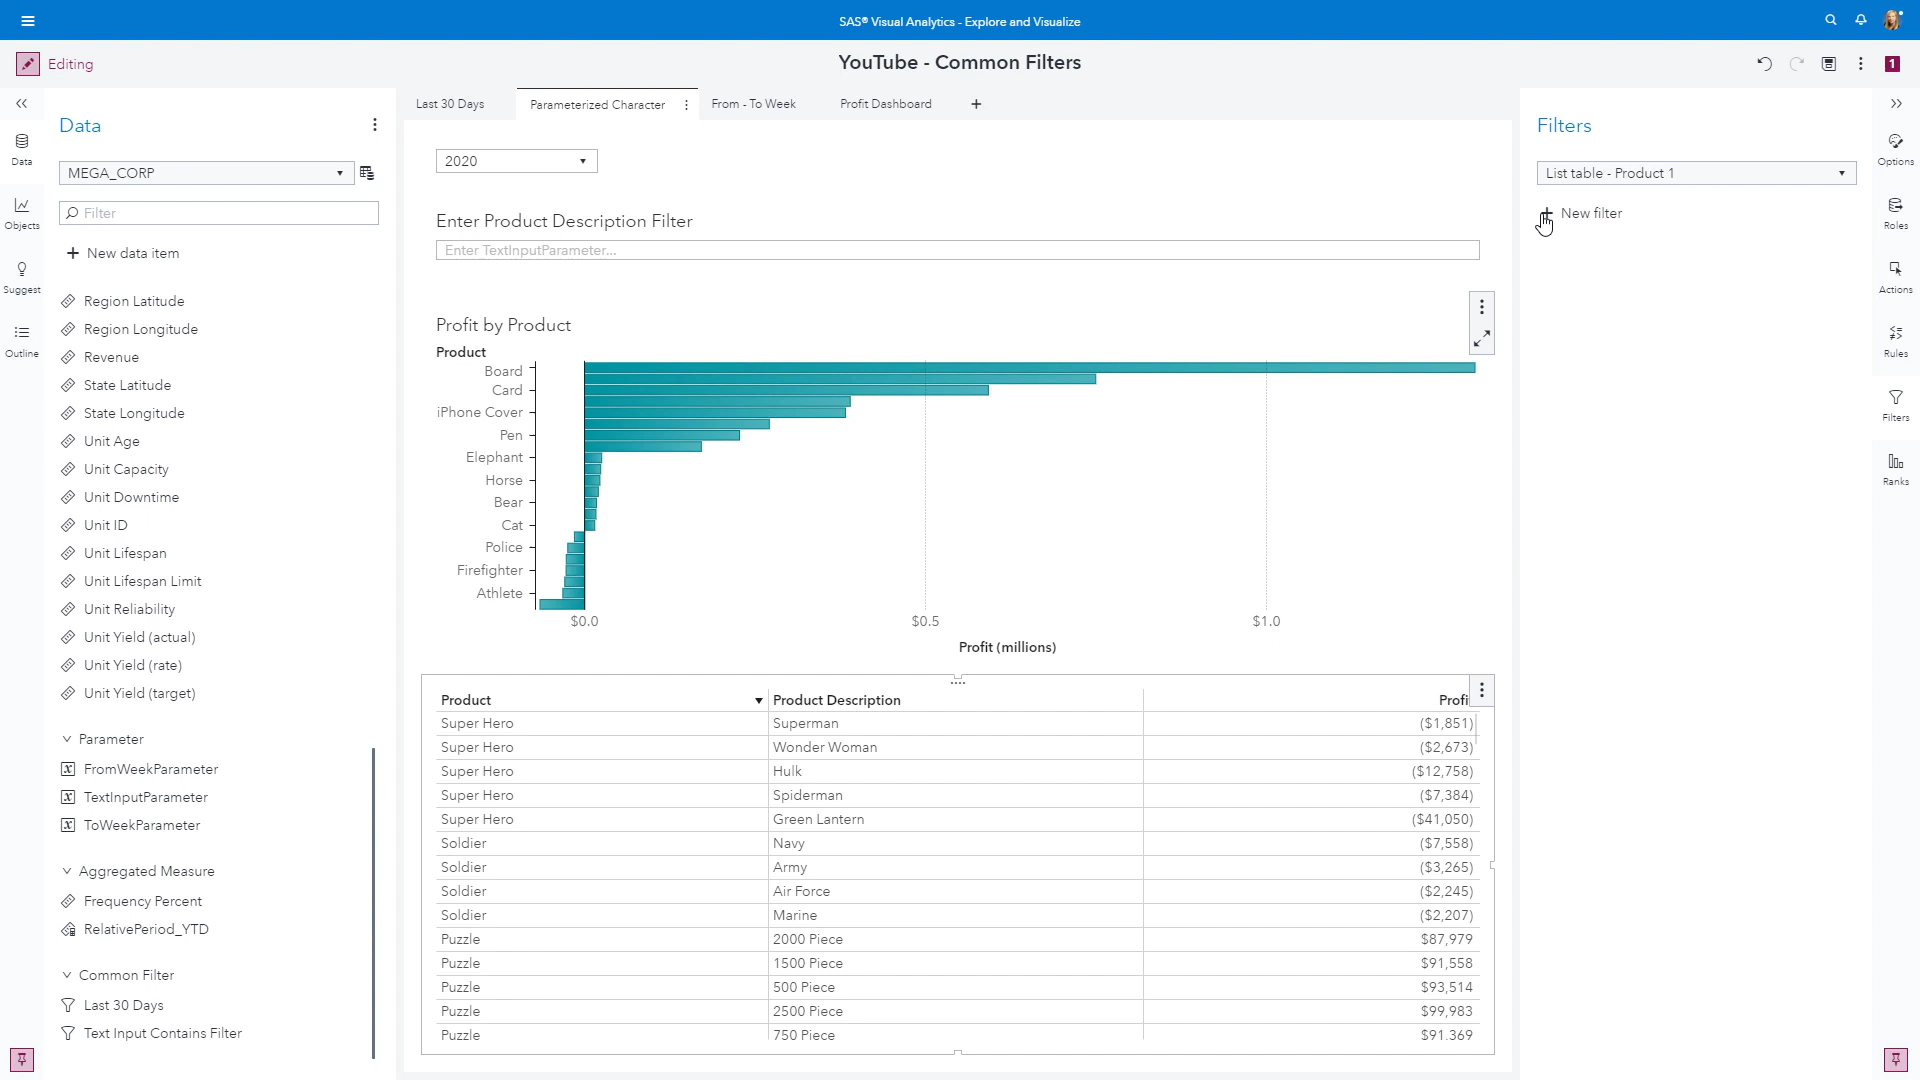 SAS® Visual Analytics - Explore and Visualize
Editing
YouTube - Common Filters
1
Data
Objects
Suggest
Outline
Data
MEGA_CORP
Filter
New data item
Region Latitude
Region Longitude
Revenue
State Latitude
State Longitude
Unit Age
Unit Capacity
Unit Downtime
Unit ID
Unit Lifespan
Unit Lifespan Limit
Unit Reliability
Unit Yield (actual)
Unit Yield (rate)
Unit Yield (target)
Parameter
FromWeekParameter
TextInputParameter
ToWeekParameter
Aggregated Measure
Frequency Percent
RelativePeriod_YTD
Common Filter
Last 30 Days
Text Input Contains Filter
Last 30 Days
Parameterized Character
From - To Week
Profit Dashboard
2020
Enter Product Description Filter
Enter TextInputParameter...
Profit by Product
Product
Board
Card
iPhone Cover
Pen
Elephant
Horse
Bear
Cat
Police
Firefighter
Athlete
$0.0 $0.5 $1.0
Profit (millions)
Product Product Description Profi
Super Hero Superman ($1,851)
Super Hero Wonder Woman ($2,673)
Super Hero Hulk ($12,758)
Super Hero Spiderman ($7,384)
Super Hero Green Lantern ($41,050)
Soldier Navy ($7,558)
Soldier Army ($3,265)
Soldier Air Force ($2,245)
Soldier Marine ($2,207)
Puzzle 2000 Piece $87,979
Puzzle 1500 Piece $91,558
Puzzle 500 Piece $93,514
Puzzle 2500 Piece $99,983
Puzzle 750 Piece $91,369
Filters
List table - Product 1
New filter
Options
Roles
Actions
Rules
Filters
Ranks